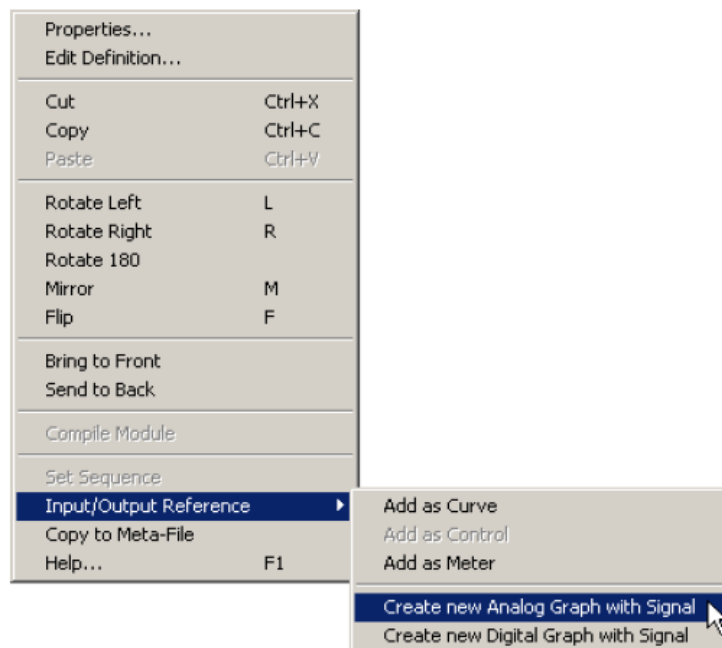 Properties...
Edit Definition...
Cut Ctrl+X
Copy Ctrl+C
Paste Ctrl+V
Rotate Left L
Rotate Right R
Rotate 180
Mirror M
Flip F
Bring to Front
Send to Back
Compile Module
Set Sequence
Input/Output Reference
Copy to Meta-File
Help... F1
Add as Curve
Add as Control
Add as Meter
Create new Analog Graph with Signal
Create new Digital Graph with Signal